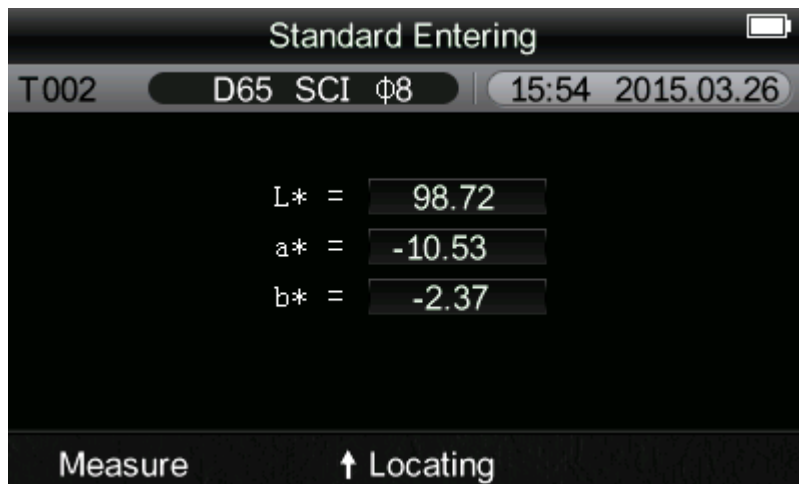 Standard Entering
T002 D65 SCI Φ8 15:54 2015.03.26
L* = 98.72
a* = -10.53
b* = -2.37
Measure ↑ Locating